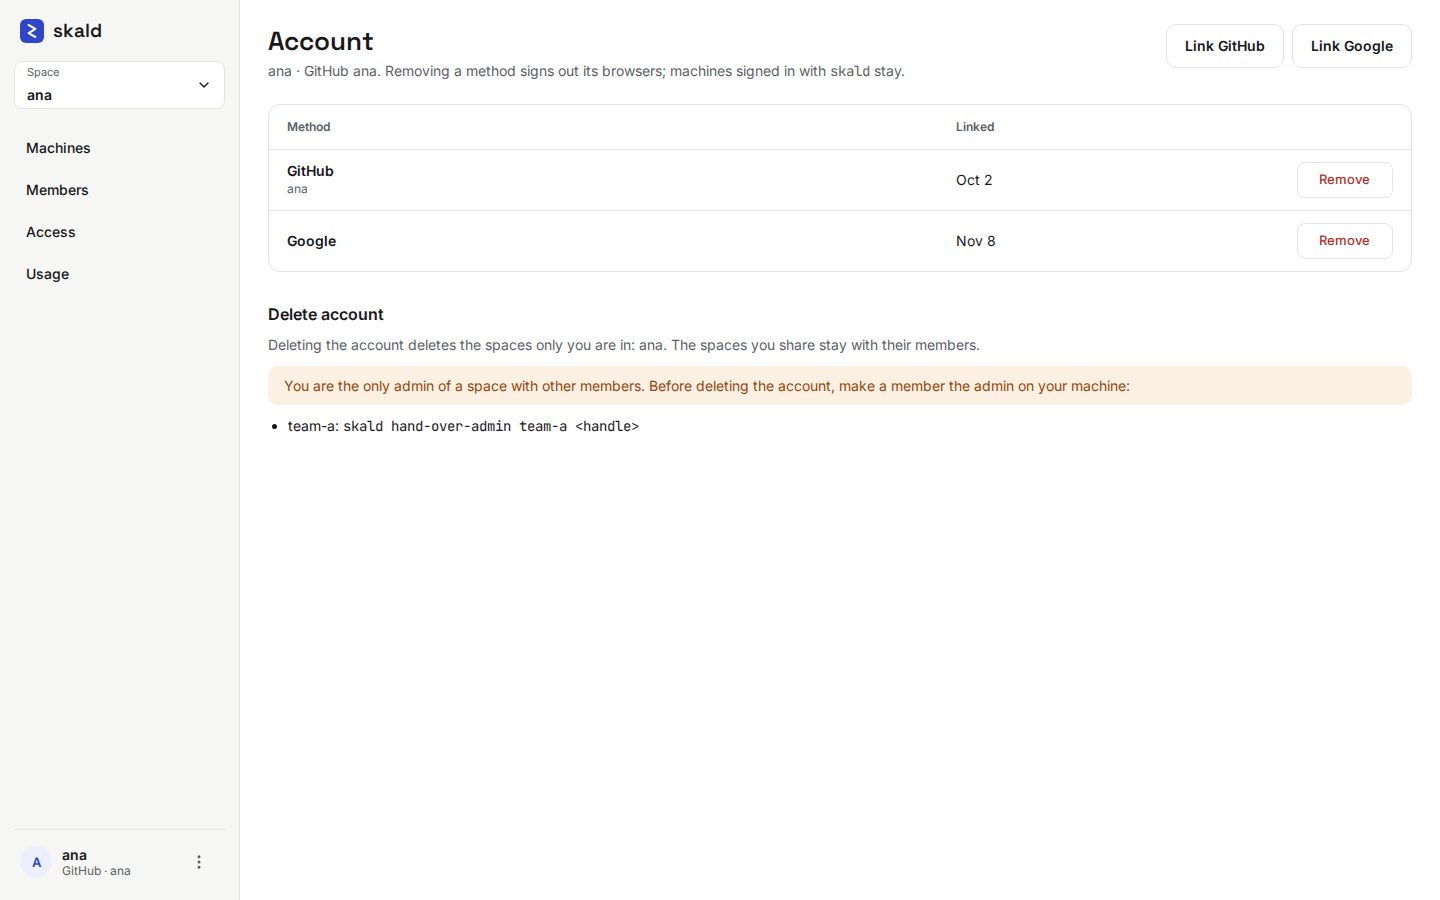 skald
Space
ana
Machines
Members
Access
Usage
A
ana
GitHub · ana
Account
ana · GitHub ana. Removing a method signs out its browsers; machines signed in with skald stay.
Link GitHub
Link Google
Method
Linked
GitHub
ana
Oct 2
Remove
Google
Nov 8
Remove
Delete account
Deleting the account deletes the spaces only you are in: ana. The spaces you share stay with their members.
You are the only admin of a space with other members. Before deleting the account, make a member the admin on your machine:
team-a: skald hand-over-admin team-a <handle>